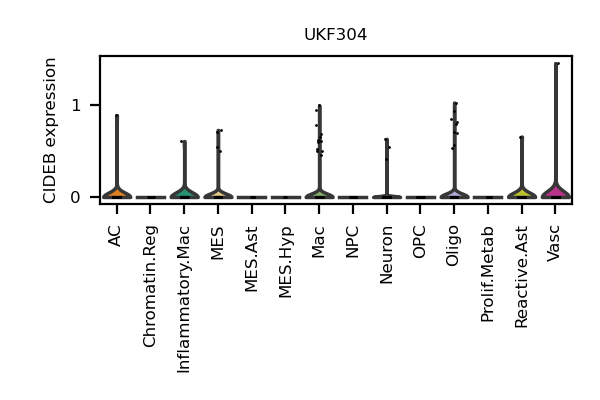 UKF304
CIDEB expression
1
0
AC
Chromatin.Reg
Inflammatory.Mac
MES
MES.Ast
MES.Hyp
Mac
NPC
Neuron
OPC
Oligo
Prolif.Metab
Reactive.Ast
Vasc